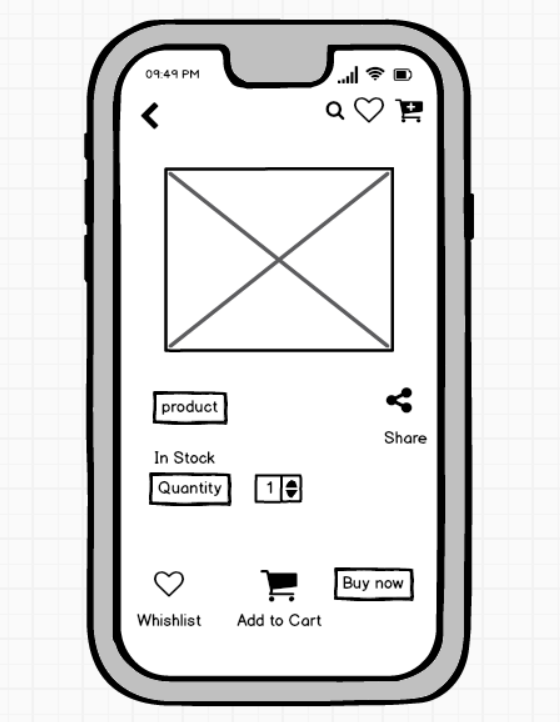 09:49 PM
product
Share
In Stock
Quantity
1
Buy now
Whishlist
Add to Cart